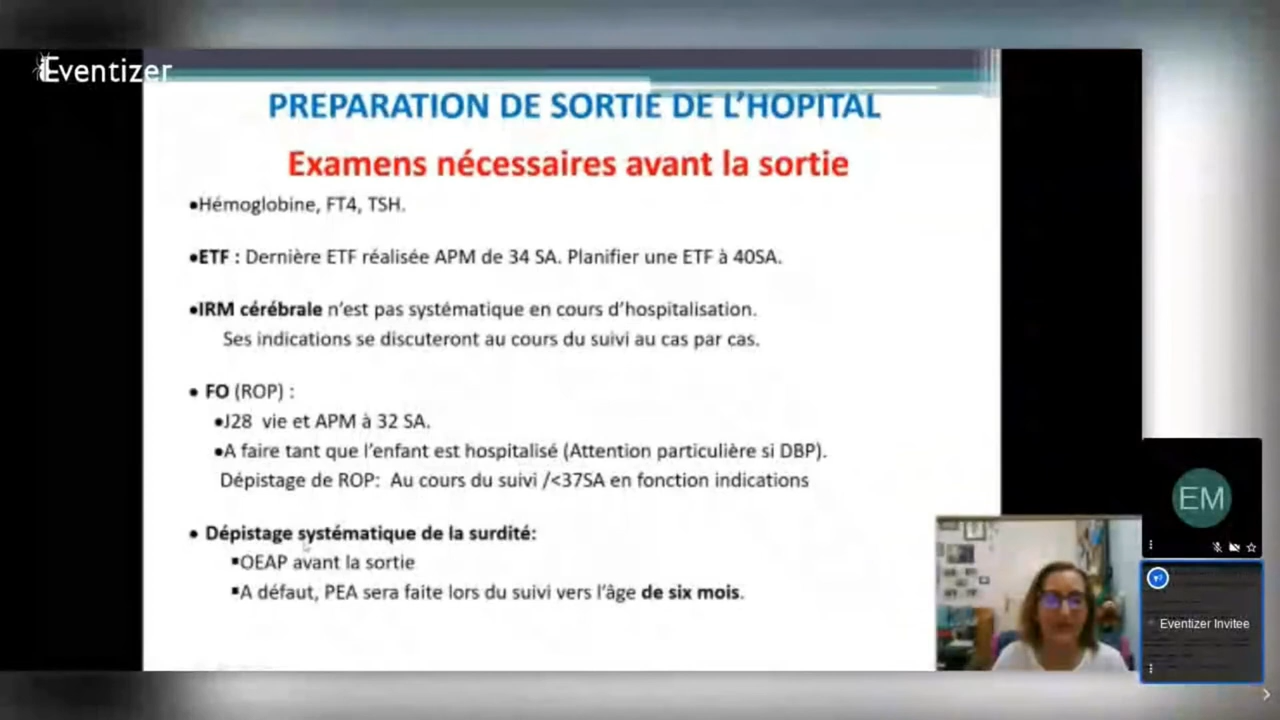 Eventizer
PREPARATION DE SORTIE DE L'HOPITAL
Examens nécessaires avant la sortie
•Hémoglobine, FT4, TSH.
•ETF : Dernière ETF réalisée APM de 34 SA. Planifier une ETF à 40SA.
•IRM cérébrale n'est pas systématique en cours d'hospitalisation.
Ses indications se discuteront au cours du suivi au cas par cas.
• FO (ROP) :
•J28 vie et APM à 32 SA.
•A faire tant que l'enfant est hospitalisé (Attention particulière si DBP).
Dépistage de ROP: Au cours du suivi /<37SA en fonction indications
• Dépistage systématique de la surdité:
▪OEAP avant la sortie
▪A défaut, PEA sera faite lors du suivi vers l'âge de six mois.
EM
Eventizer Invitee